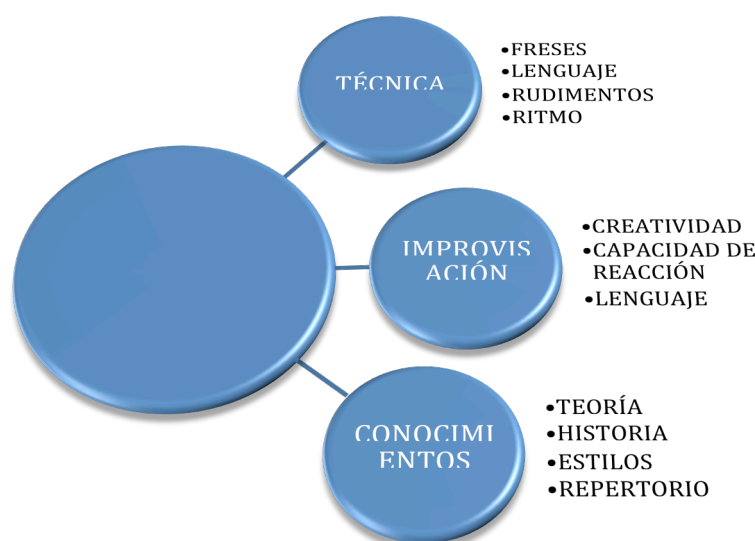 TÉCNICA
•FRESES
•LENGUAJE
•RUDIMENTOS
•RITMO
IMPROVIS
ACIÓN
•CREATIVIDAD
•CAPACIDAD DE
REACCIÓN
•LENGUAJE
CONOCIMI
ENTOS
•TEORÍA
•HISTORIA
•ESTILOS
•REPERTORIO